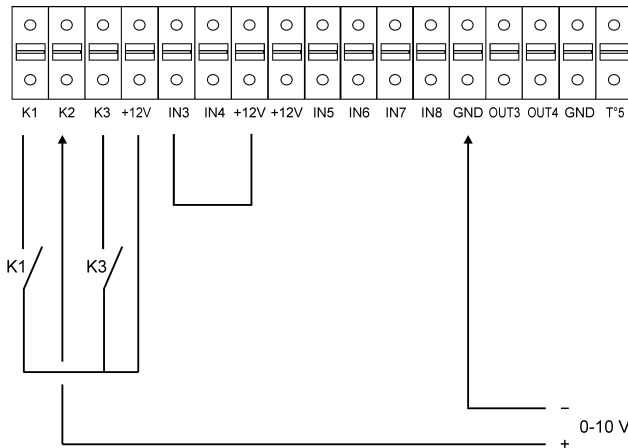 K1 K2 K3 +12V IN3 IN4 +12V +12V IN5 IN6 IN7 IN8 GND OUT3 OUT4 GND T°5
K1 K3
−
0-10 V
+